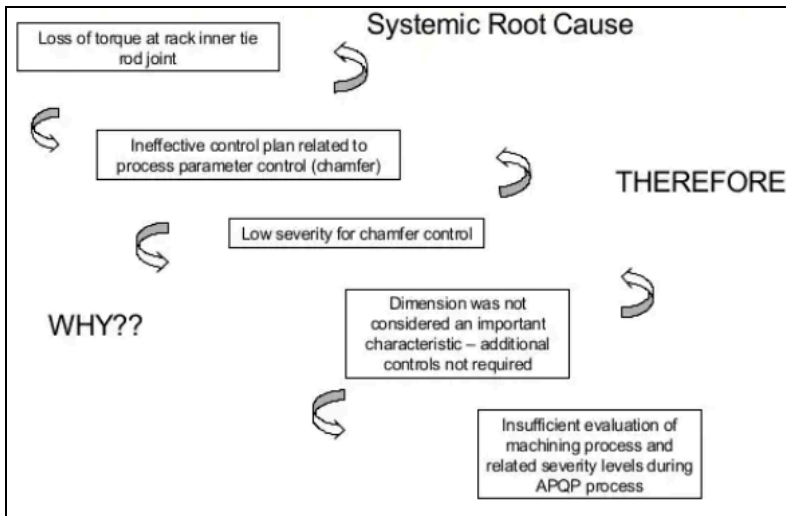 Systemic Root Cause
Loss of torque at rack inner tie
rod joint
Ineffective control plan related to
process parameter control (chamfer)
THEREFORE
Low severity for chamfer control
WHY??
Dimension was not
considered an important
characteristic – additional
controls not required
Insufficient evaluation of
machining process and
related severity levels during
APQP process